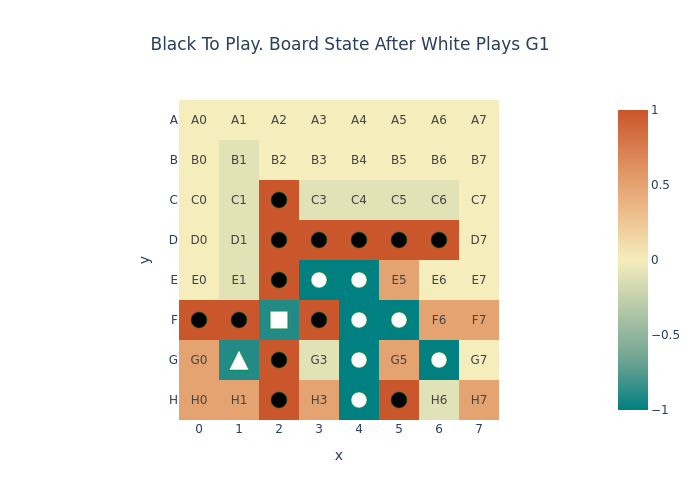 Black To Play. Board State After White Plays G1
A A0 A1 A2 A3 A4 A5 A6 A7
B B0 B1 B2 B3 B4 B5 B6 B7
C C0 C1 C3 C4 C5 C6 C7
D D0 D1 D7
y
E E0 E1 E5 E6 E7
F F6 F7
G G0 G3 G5 G7
H H0 H1 H3 H6 H7
0 1 2 3 4 5 6 7
x
1
0.5
0
−0.5
−1